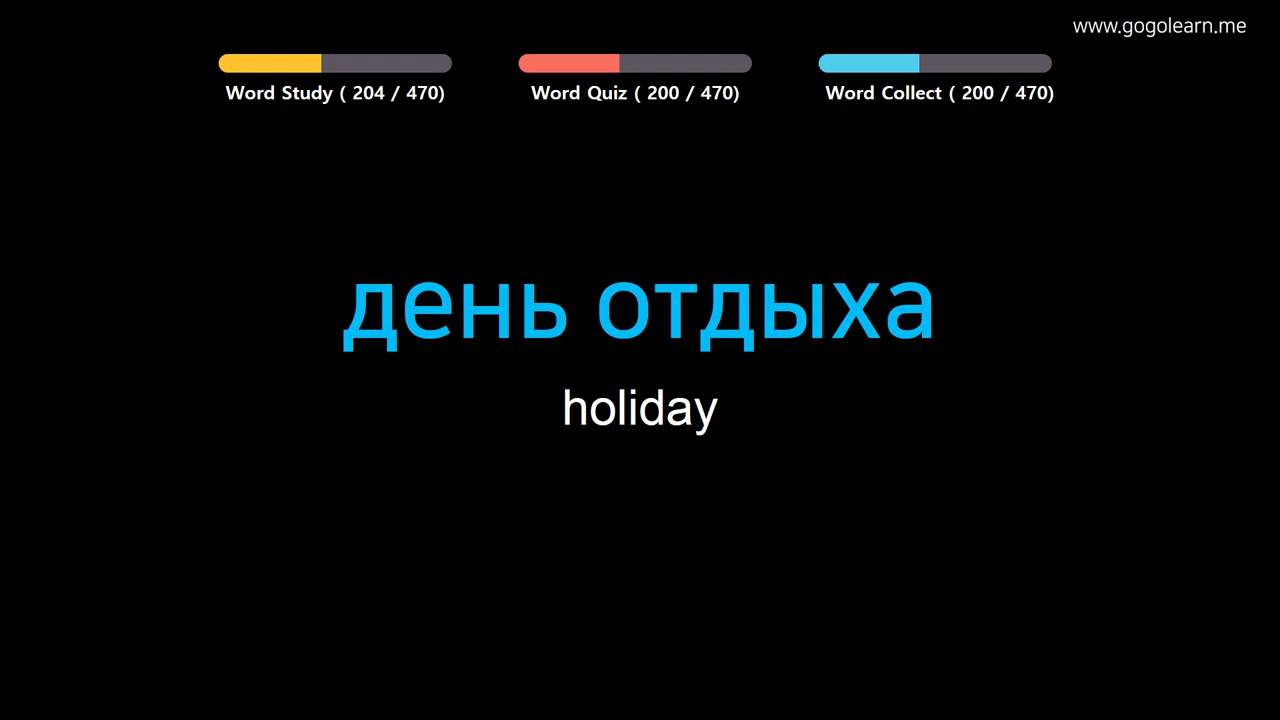 www.gogolearn.me
Word Study ( 204 / 470)
Word Quiz ( 200 / 470)
Word Collect ( 200 / 470)
день отдыха
holiday